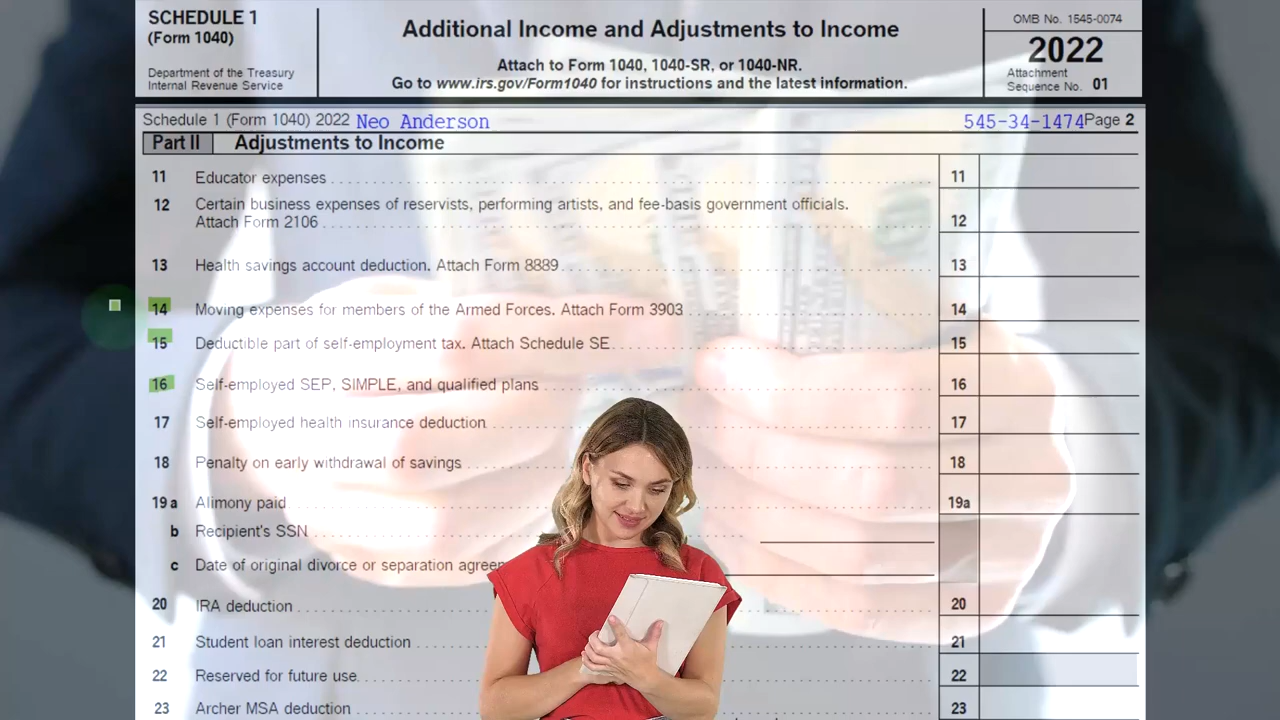 SCHEDULE 1
(Form 1040)
Department of the Treasury
Internal Revenue Service
Additional Income and Adjustments to Income
Attach to Form 1040, 1040-SR, or 1040-NR.
Go to www.irs.gov/Form1040 for instructions and the latest information.
OMB No. 1545-0074
2022
Attachment
Sequence No. 01
Schedule 1 (Form 1040) 2022 Neo Anderson 545-34-1474 Page 2
Part II Adjustments to Income
11 Educator expenses 11
12 Certain business expenses of reservists, performing artists, and fee-basis government officials.
Attach Form 2106 12
13 Health savings account deduction. Attach Form 8889 13
14 Moving expenses for members of the Armed Forces. Attach Form 3903 14
15 Deductible part of self-employment tax. Attach Schedule SE 15
16 Self-employed SEP, SIMPLE, and qualified plans 16
17 Self-employed health insurance deduction 17
18 Penalty on early withdrawal of savings 18
19a Alimony paid 19a
b Recipient's SSN
c Date of original divorce or separation agreer
20 IRA deduction 20
21 Student loan interest deduction 21
22 Reserved for future use 22
23 Archer MSA deduction 23